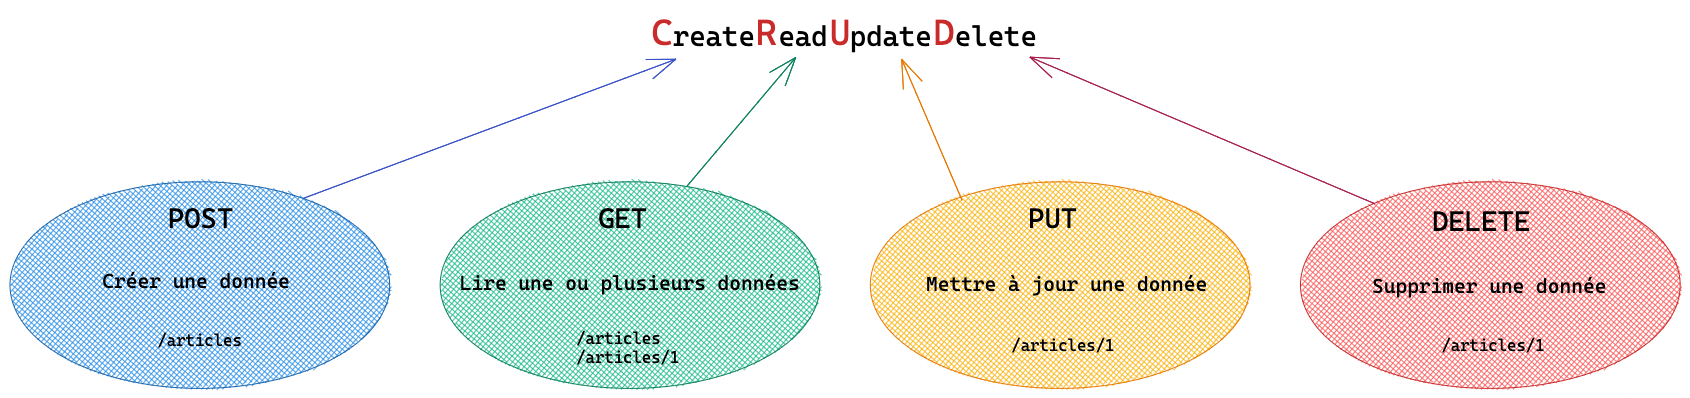 CreateReadUpdateDelete
POST
Créer une donnée
/articles
GET
Lire une ou plusieurs données
/articles
/articles/1
PUT
Mettre à jour une donnée
/articles/1
DELETE
Supprimer une donnée
/articles/1